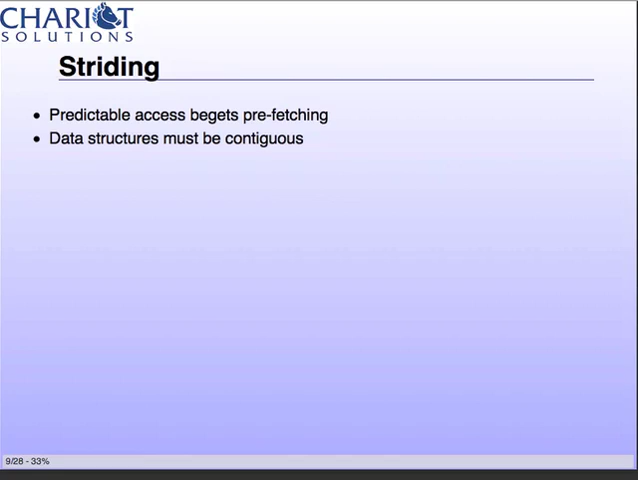 CHARIOT
SOLUTIONS
Striding
• Predictable access begets pre-fetching
• Data structures must be contiguous
9/28 - 33%